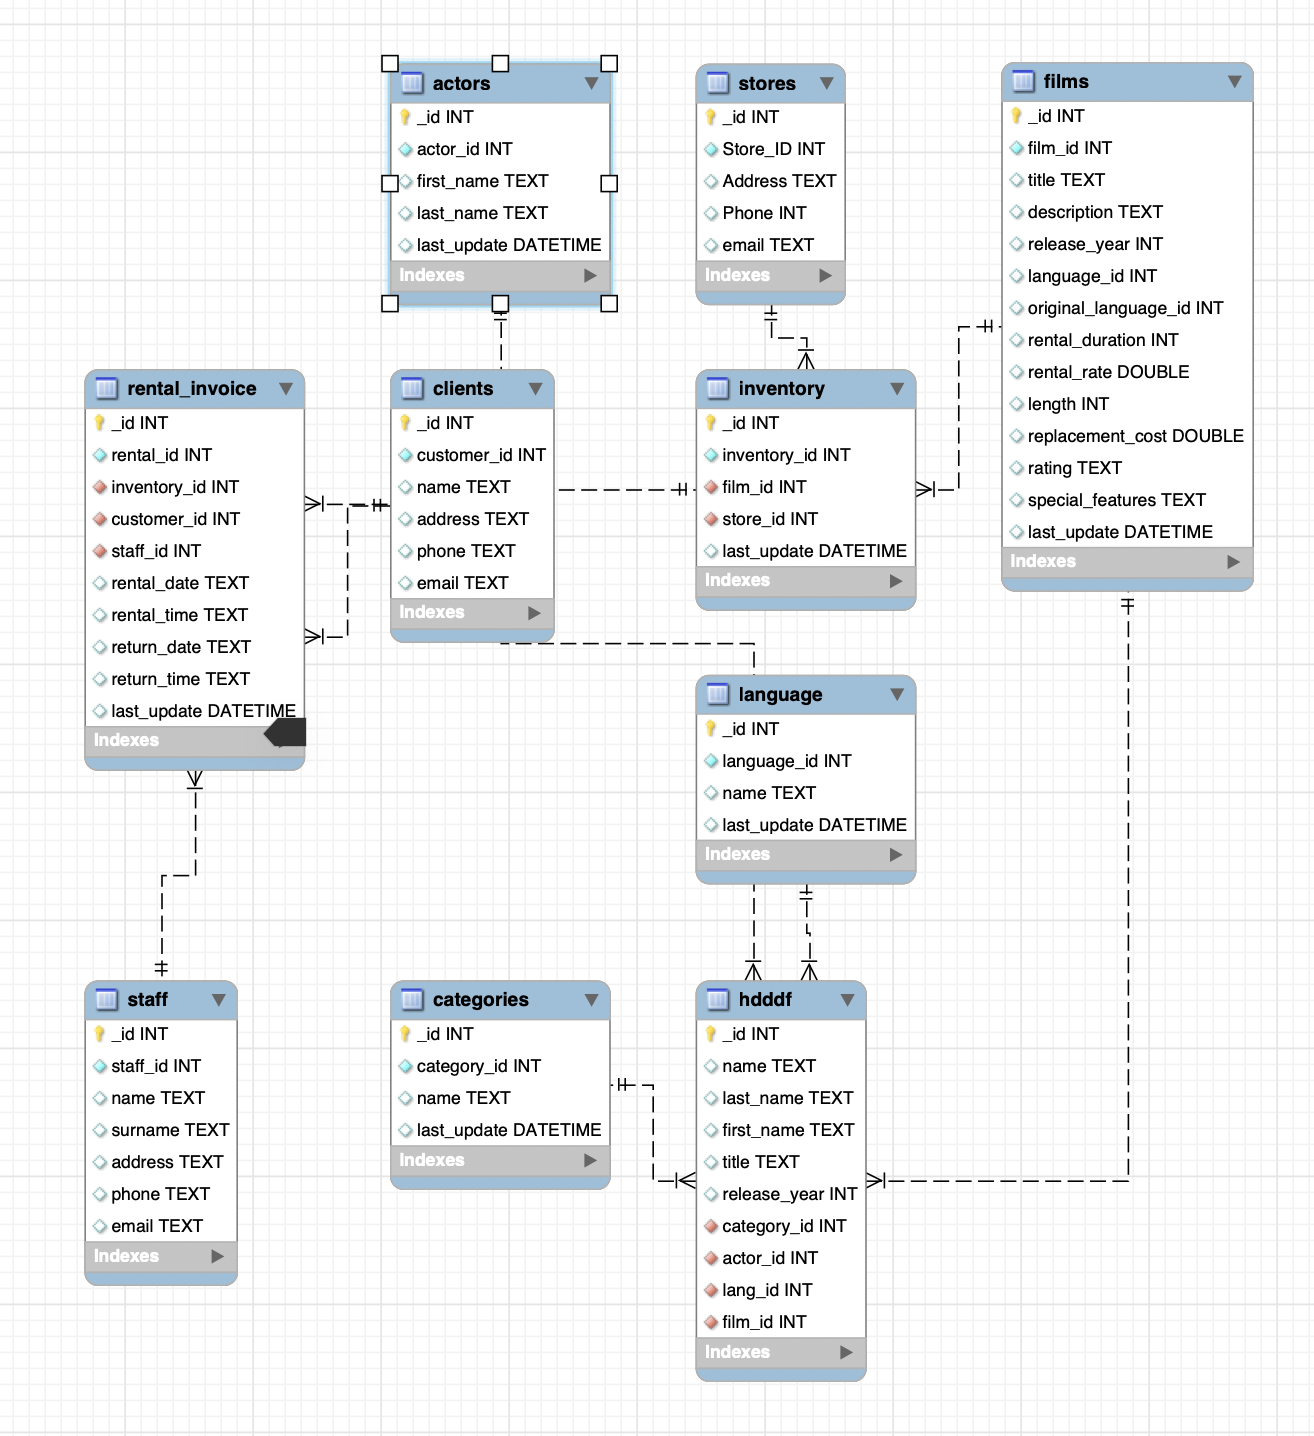 actors
_id INT
actor_id INT
first_name TEXT
last_name TEXT
last_update DATETIME
Indexes
stores
_id INT
Store_ID INT
Address TEXT
Phone INT
email TEXT
Indexes
films
_id INT
film_id INT
title TEXT
description TEXT
release_year INT
language_id INT
original_language_id INT
rental_duration INT
rental_rate DOUBLE
length INT
replacement_cost DOUBLE
rating TEXT
special_features TEXT
last_update DATETIME
Indexes
rental_invoice
_id INT
rental_id INT
inventory_id INT
customer_id INT
staff_id INT
rental_date TEXT
rental_time TEXT
return_date TEXT
return_time TEXT
last_update DATETIME
Indexes
clients
_id INT
customer_id INT
name TEXT
address TEXT
phone TEXT
email TEXT
Indexes
inventory
_id INT
inventory_id INT
film_id INT
store_id INT
last_update DATETIME
Indexes
language
_id INT
language_id INT
name TEXT
last_update DATETIME
Indexes
staff
_id INT
staff_id INT
name TEXT
surname TEXT
address TEXT
phone TEXT
email TEXT
Indexes
categories
_id INT
category_id INT
name TEXT
last_update DATETIME
Indexes
hdddf
_id INT
name TEXT
last_name TEXT
first_name TEXT
title TEXT
release_year INT
category_id INT
actor_id INT
lang_id INT
film_id INT
Indexes